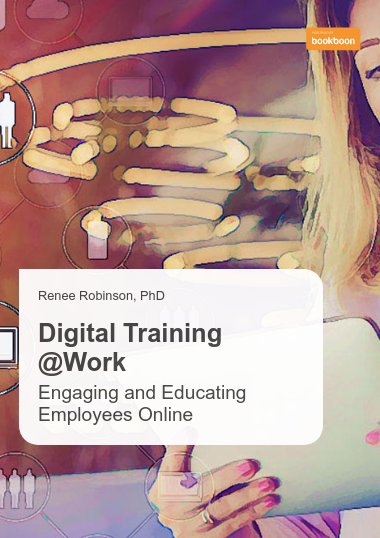 bookboon
Renee Robinson, PhD
Digital Training
@Work
Engaging and Educating
Employees Online